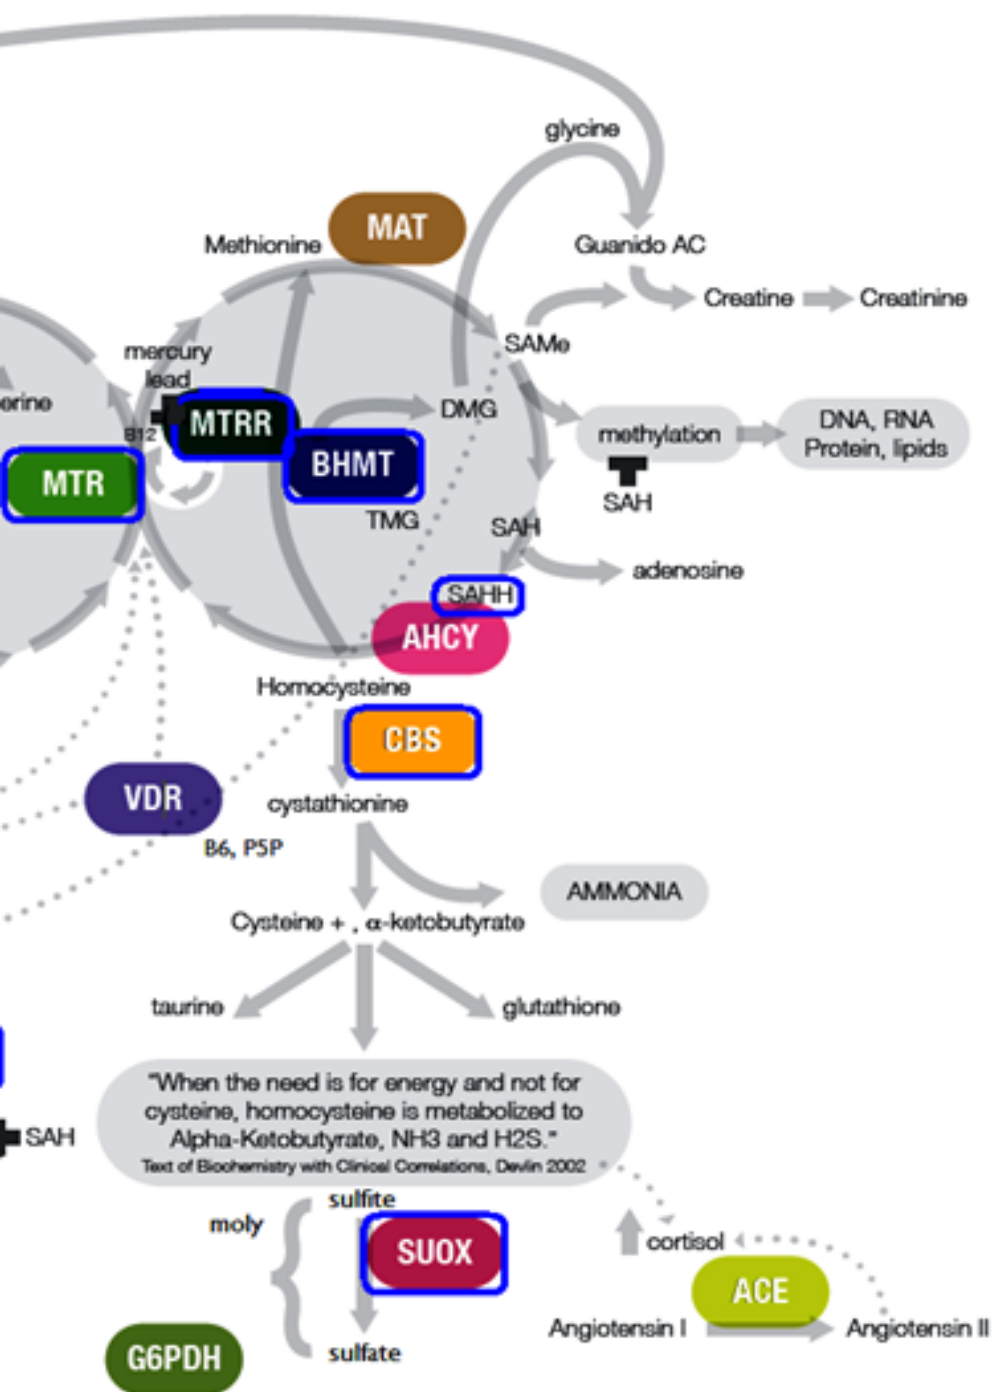 glycine
MAT
Methionine
Guanido AC
Creatine
Creatinine
SAMe
mercury
lead
erine
DMG
MTRR
B12
methylation
DNA, RNA
Protein, lipids
BHMT
MTR
SAH
TMG
SAH
adenosine
SAHH
AHCY
Homocysteine
CBS
VDR
cystathionine
B6, P5P
AMMONIA
Cysteine + , α-ketobutyrate
taurine
glutathione
"When the need is for energy and not for
cysteine, homocysteine is metabolized to
Alpha-Ketobutyrate, NH3 and H2S."
Text of Biochemistry with Clinical Correlations, Devlin 2002
SAH
sulfite
moly
SUOX
cortisol
ACE
Angiotensin I
Angiotensin II
sulfate
G6PDH